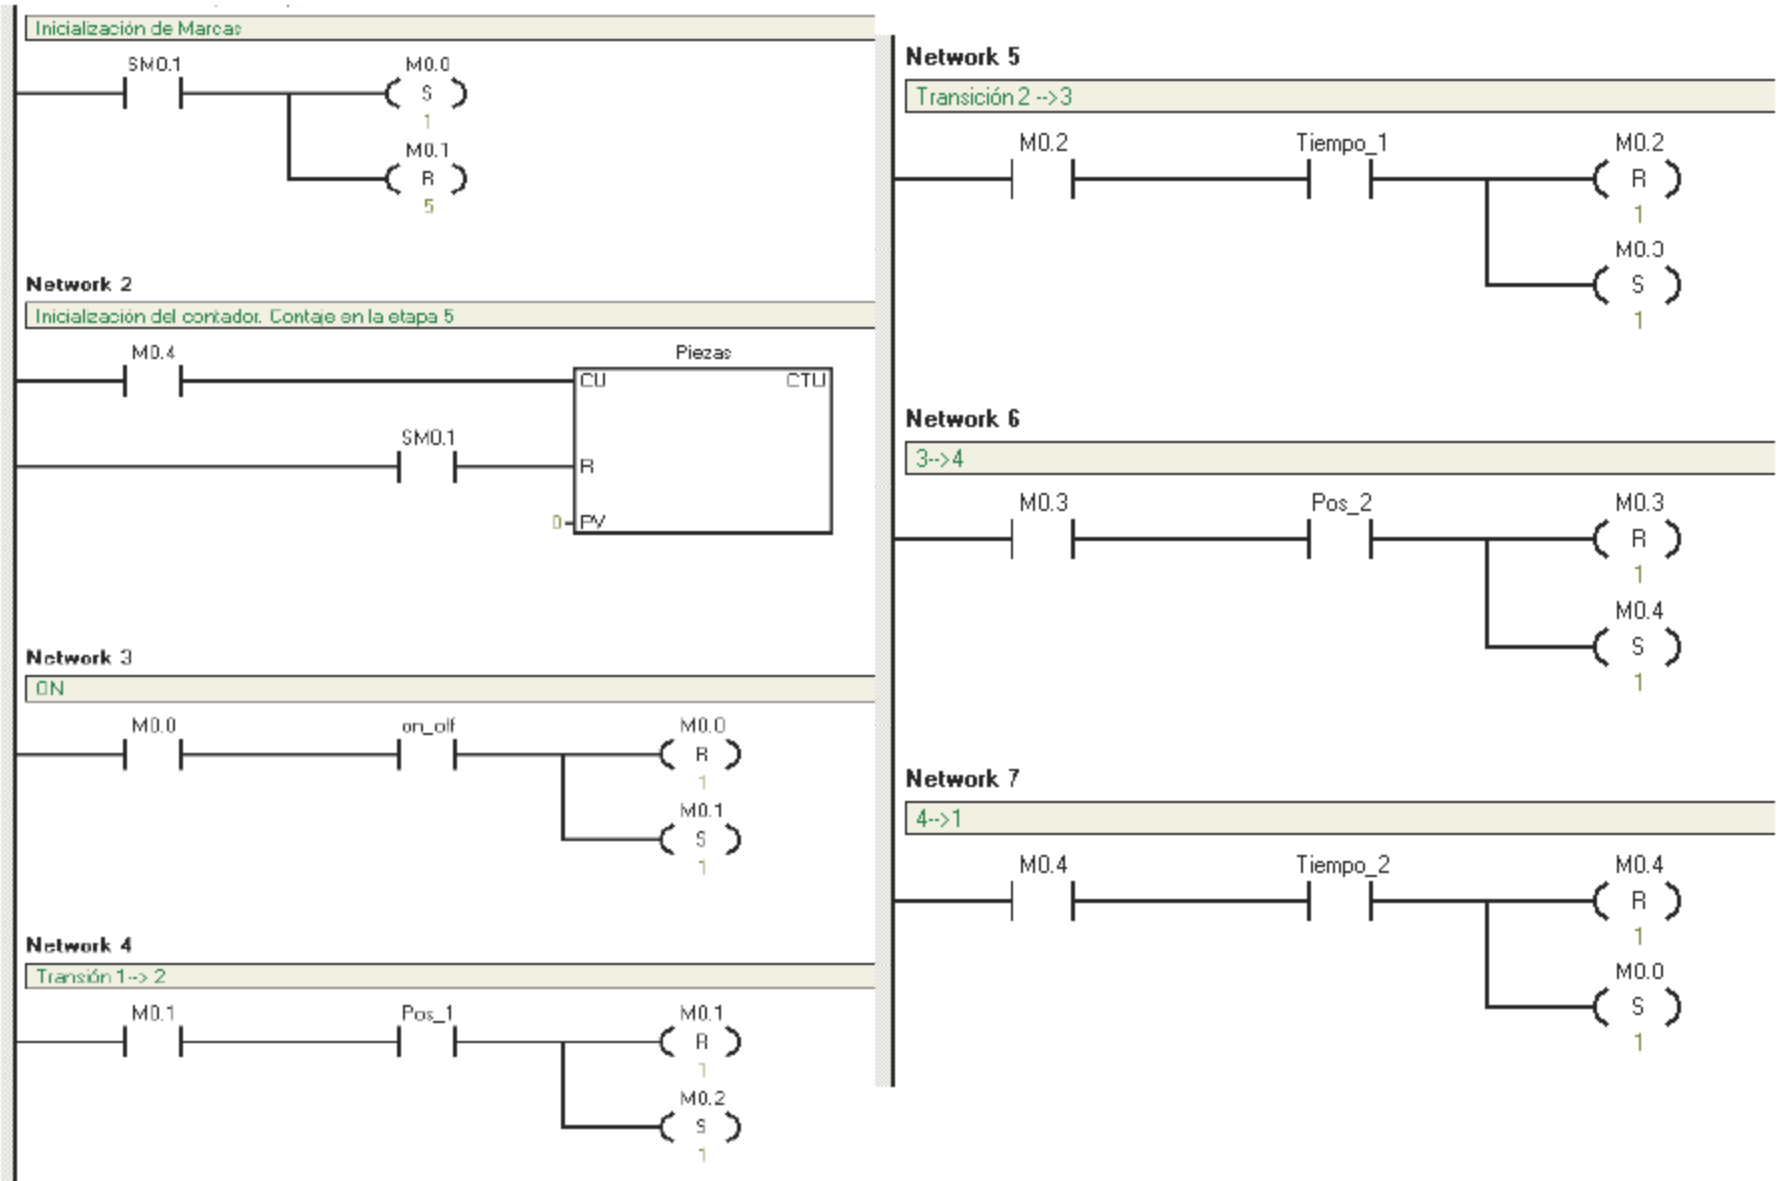 Inicialización de Marcas
SM0.1
M0.0
S
1
M0.1
R
5
Network 2
Inicialización del contador. Contaje en la etapa 5
M0.4
Piezas
CU
CTU
SM0.1
R
0
PV
Network 3
ON
M0.0
on_off
M0.0
R
1
M0.1
S
1
Network 4
Transión 1--> 2
M0.1
Pos_1
M0.1
R
1
M0.2
S
1
Network 5
Transición 2 -->3
M0.2
Tiempo_1
M0.2
R
1
M0.3
S
1
Network 6
3-->4
M0.3
Pos_2
M0.3
R
1
M0.4
S
1
Network 7
4-->1
M0.4
Tiempo_2
M0.4
R
1
M0.0
S
1